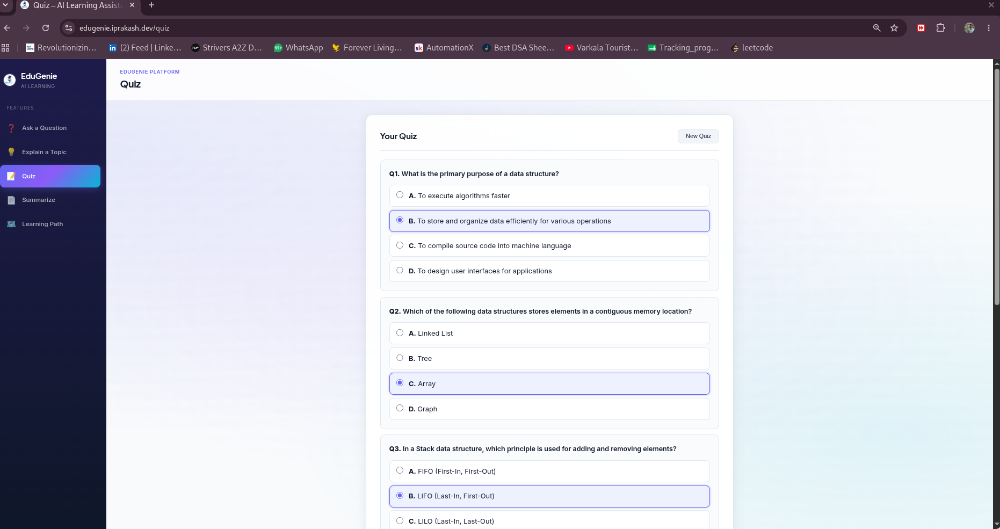 Quiz – AI Learning Assista
edugenie.iprakash.dev/quiz
Revolutionizin...
(2) Feed | Linke...
Strivers A2Z D...
WhatsApp
Forever Living...
AutomationX
Best DSA Shee...
Varkala Tourist...
Tracking_prog...
leetcode
EduGenie
AI LEARNING
FEATURES
Ask a Question
Explain a Topic
Quiz
Summarize
Learning Path
EDUGENIE PLATFORM
Quiz
Your Quiz
New Quiz
Q1. What is the primary purpose of a data structure?
A. To execute algorithms faster
B. To store and organize data efficiently for various operations
C. To compile source code into machine language
D. To design user interfaces for applications
Q2. Which of the following data structures stores elements in a contiguous memory location?
A. Linked List
B. Tree
C. Array
D. Graph
Q3. In a Stack data structure, which principle is used for adding and removing elements?
A. FIFO (First-In, First-Out)
B. LIFO (Last-In, First-Out)
C. LILO (Last-In, Last-Out)